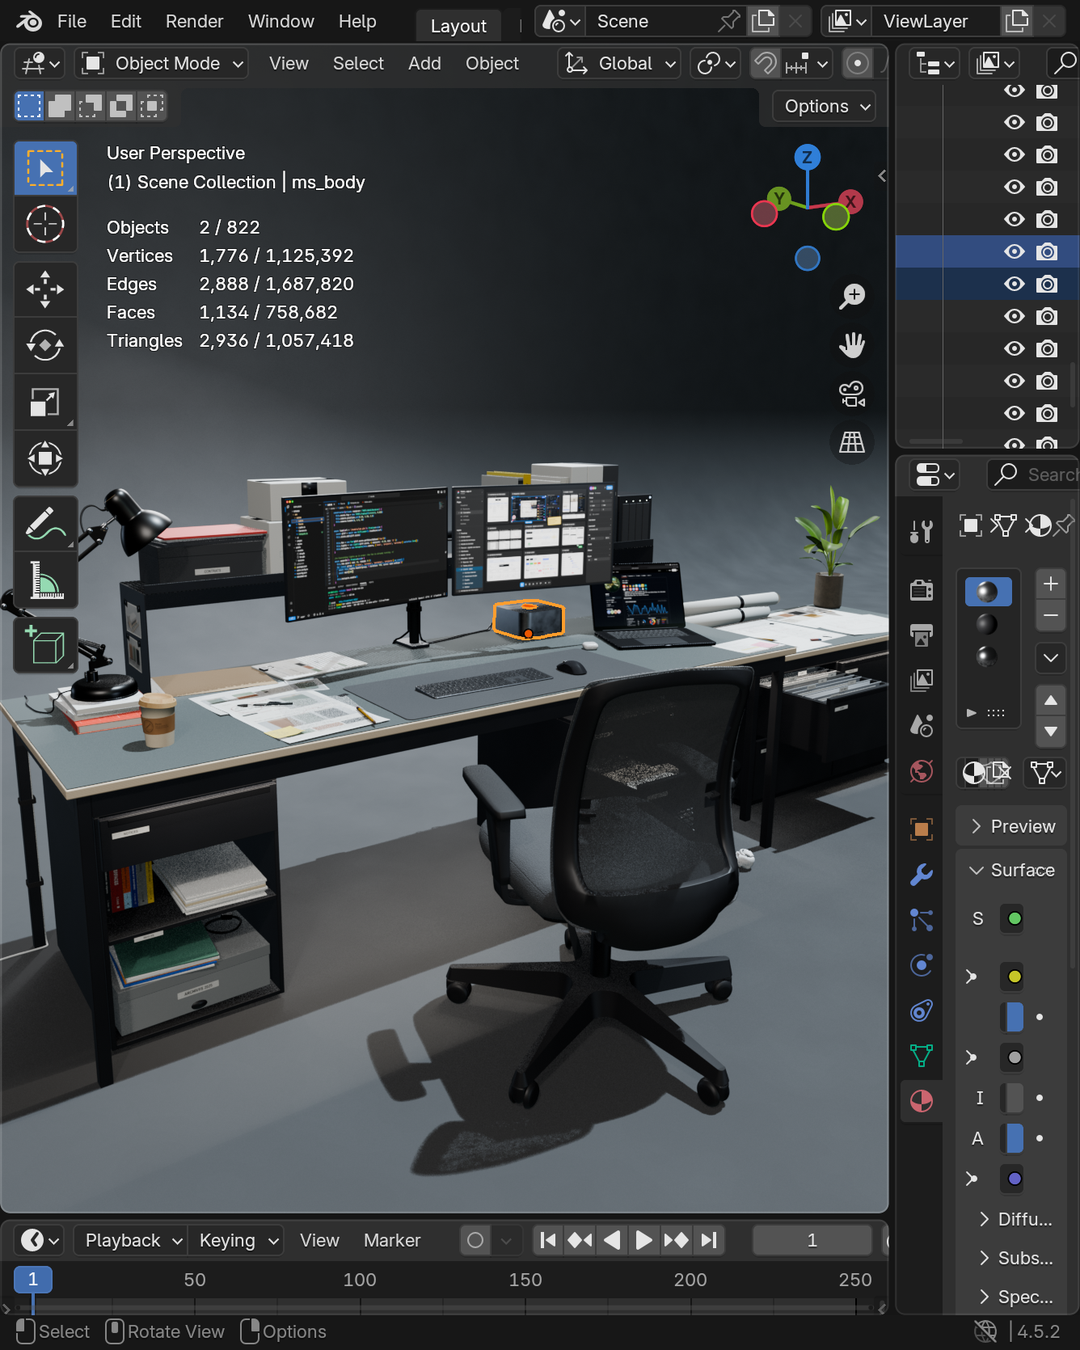 File Edit Render Window Help Layout Scene ViewLayer
Object Mode View Select Add Object Global
Options
User Perspective
(1) Scene Collection | ms_body
Objects 2 / 822
Vertices 1,776 / 1,125,392
Edges 2,888 / 1,687,820
Faces 1,134 / 758,682
Triangles 2,936 / 1,057,418
Z
Y
X
Search
Preview
Surface
S
I
A
Diffu...
Subs...
Spec...
Playback Keying View Marker 1
1 50 100 150 200 250
Select Rotate View Options 4.5.2